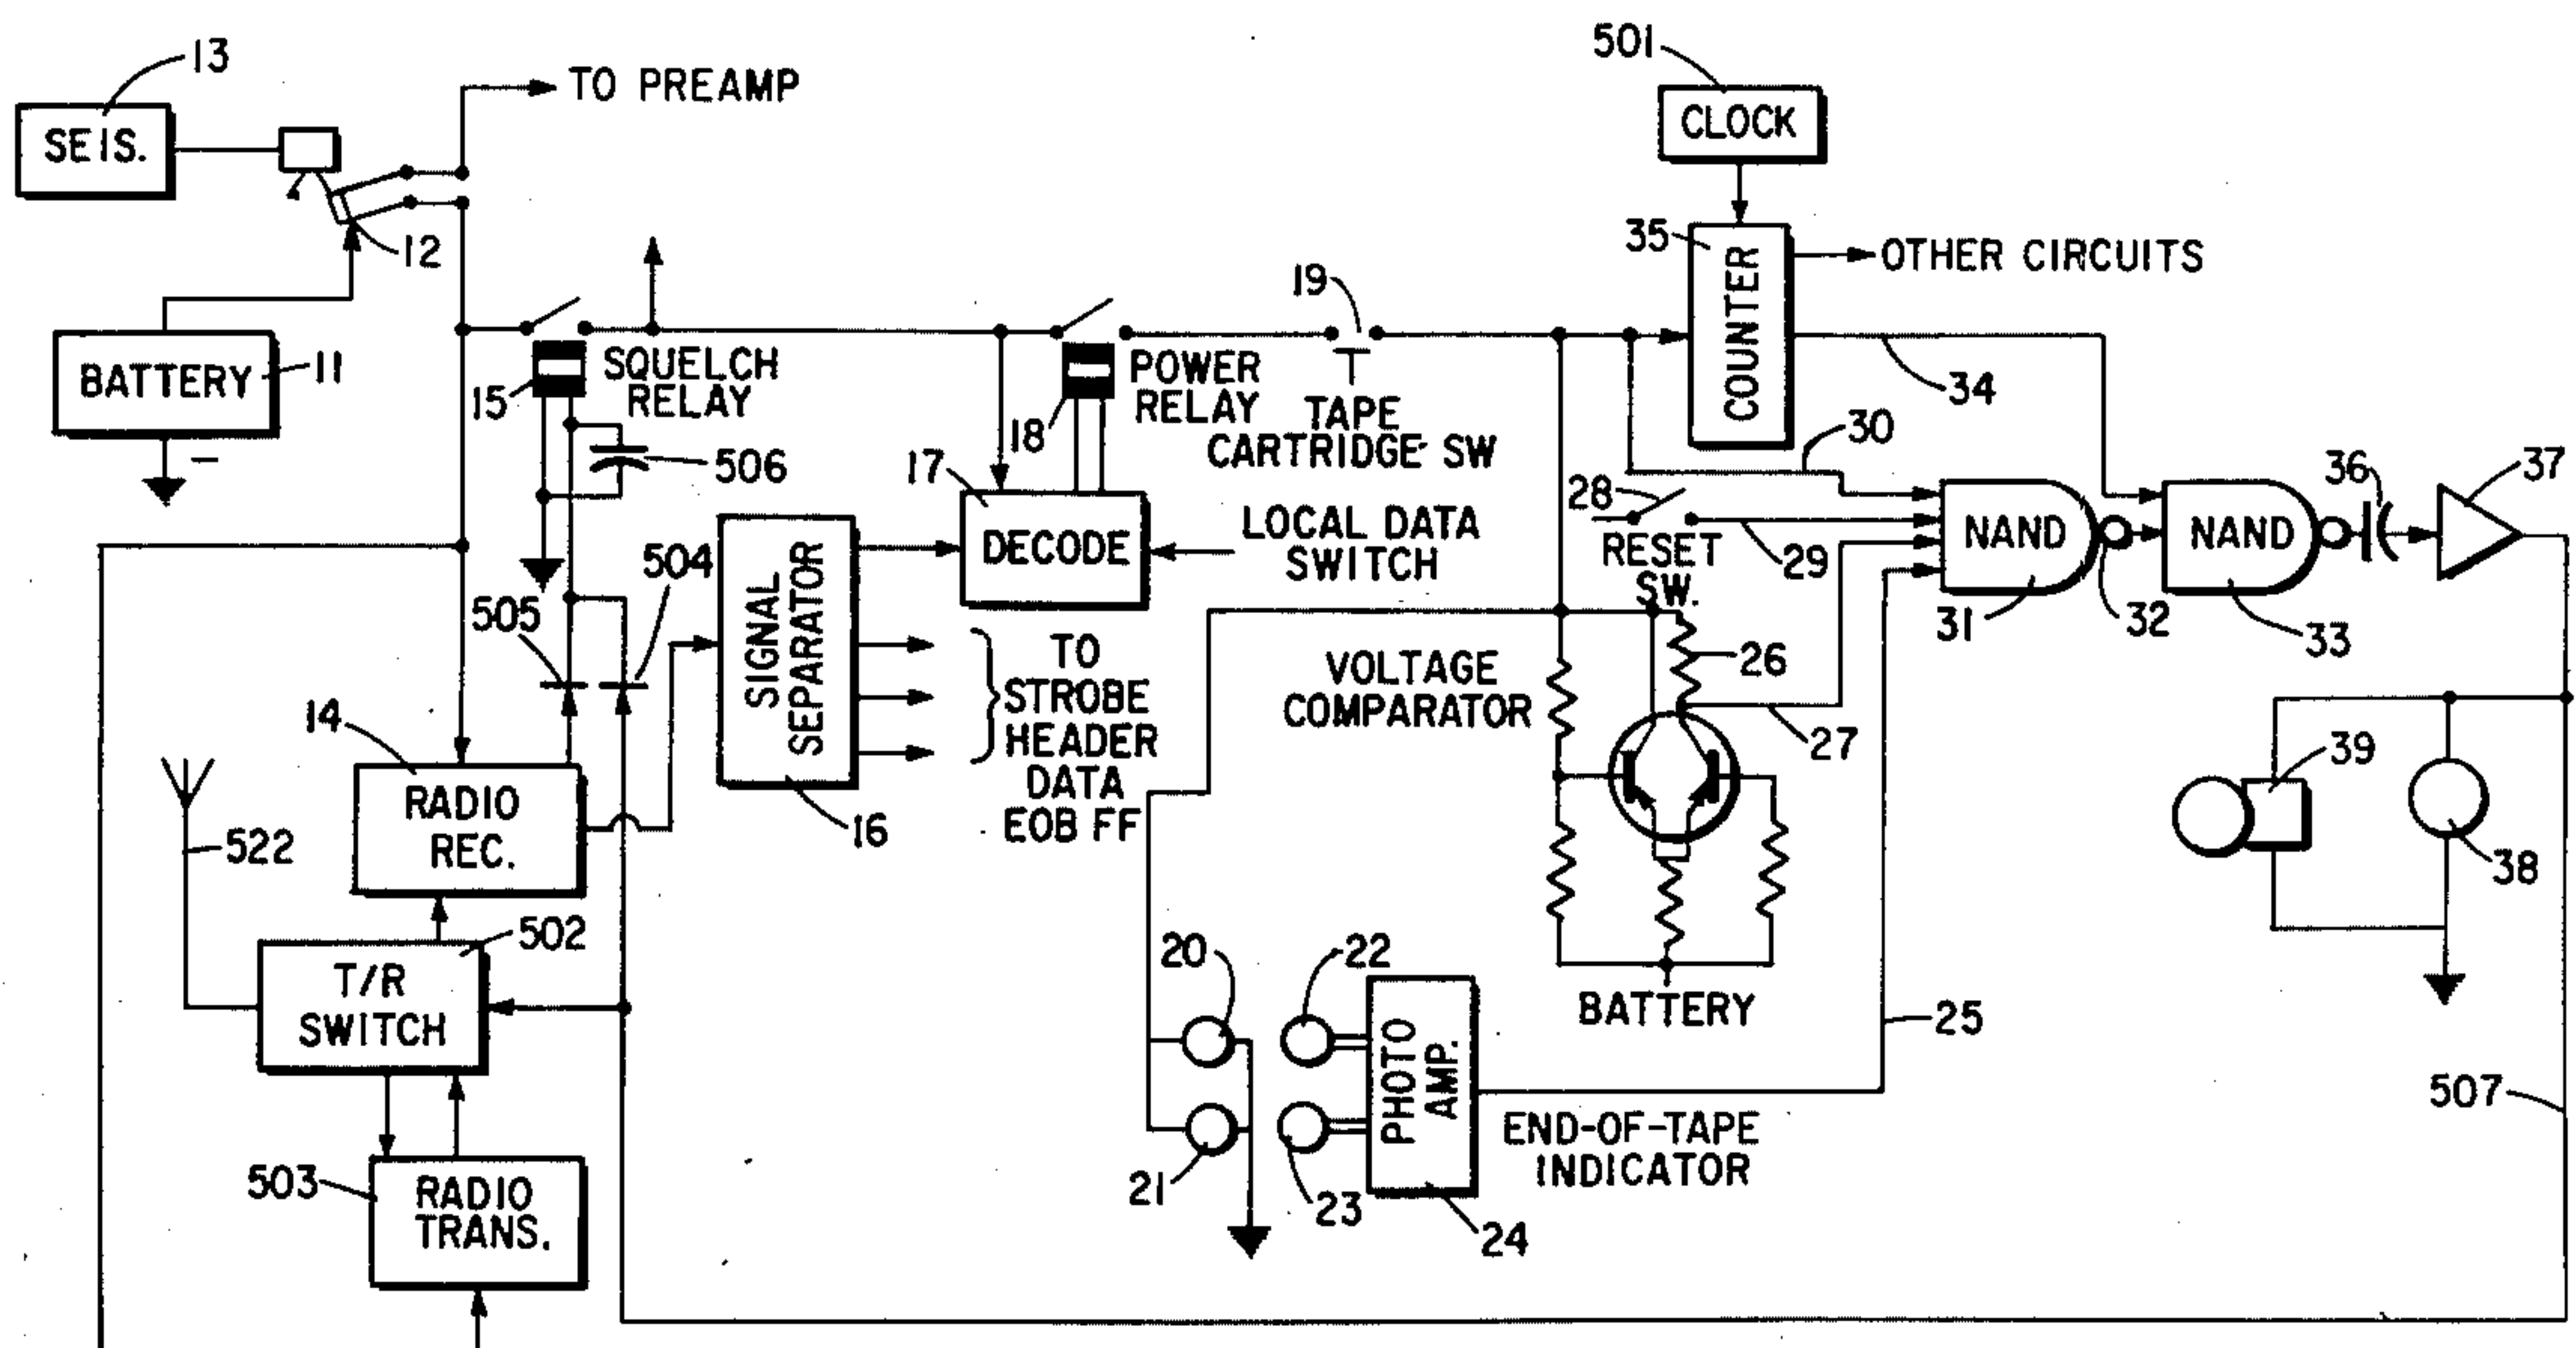 501
13
TO PREAMP
SEIS.
CLOCK
12
35
COUNTER
OTHER CIRCUITS
19
BATTERY
11
15
SQUELCH
RELAY
18
POWER
RELAY
TAPE
CARTRIDGE SW
34
30
506
17
DECODE
LOCAL DATA
SWITCH
28
RESET
SW.
29
NAND
31
32
NAND
33
36
37
504
505
SIGNAL
SEPARATOR
16
TO
STROBE
HEADER
DATA
EOB FF
VOLTAGE
COMPARATOR
26
27
14
RADIO
REC.
39
38
522
502
T/R
SWITCH
20
22
PHOTO
AMP.
BATTERY
25
503
RADIO
TRANS.
21
23
24
END-OF-TAPE
INDICATOR
507
–